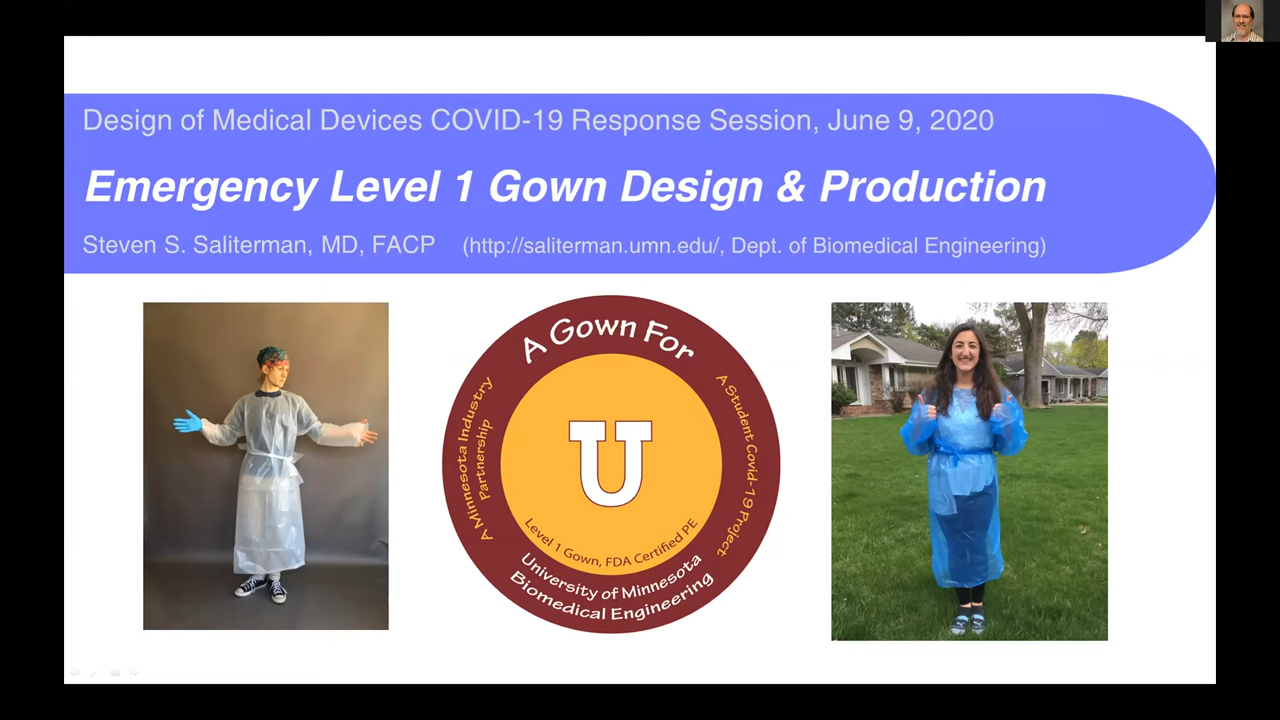 Design of Medical Devices COVID-19 Response Session, June 9, 2020
Emergency Level 1 Gown Design & Production
Steven S. Saliterman, MD, FACP (http://saliterman.umn.edu/, Dept. of Biomedical Engineering)
A Gown For
A Minnesota Industry
Partnership
A Student Covid-19 Project
U
Level 1 Gown, FDA Certified PE
University of Minnesota
Biomedical Engineering